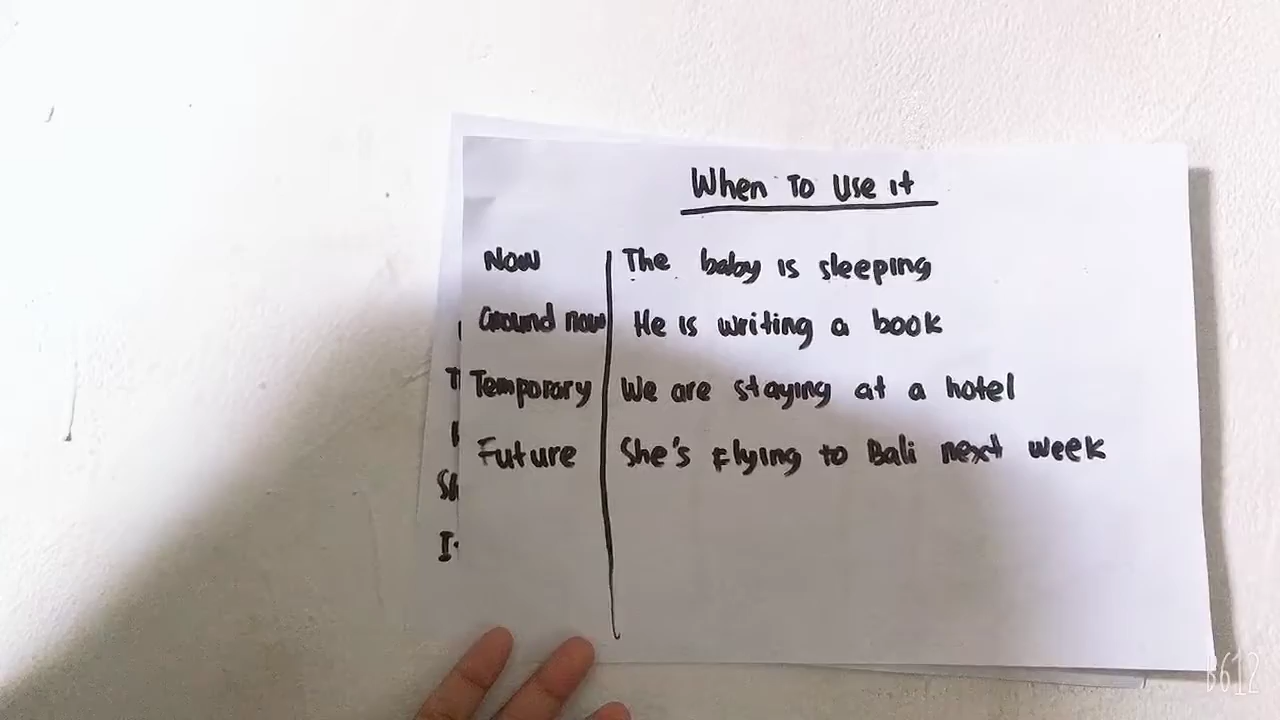 When To Use it
Now The baby is sleeping
around now He is writing a book
Temporary We are staying at a hotel
Future She's Flying to Bali next week
B612